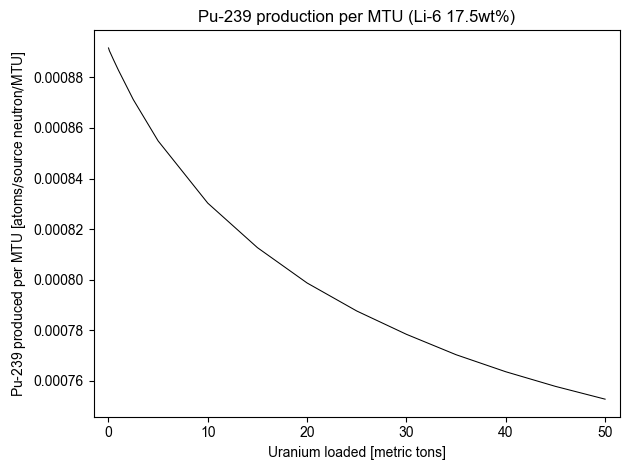 Pu-239 production per MTU (Li-6 17.5wt%)
Pu-239 produced per MTU [atoms/source neutron/MTU]
0.00088
0.00086
0.00084
0.00082
0.00080
0.00078
0.00076
0 10 20 30 40 50
Uranium loaded [metric tons]